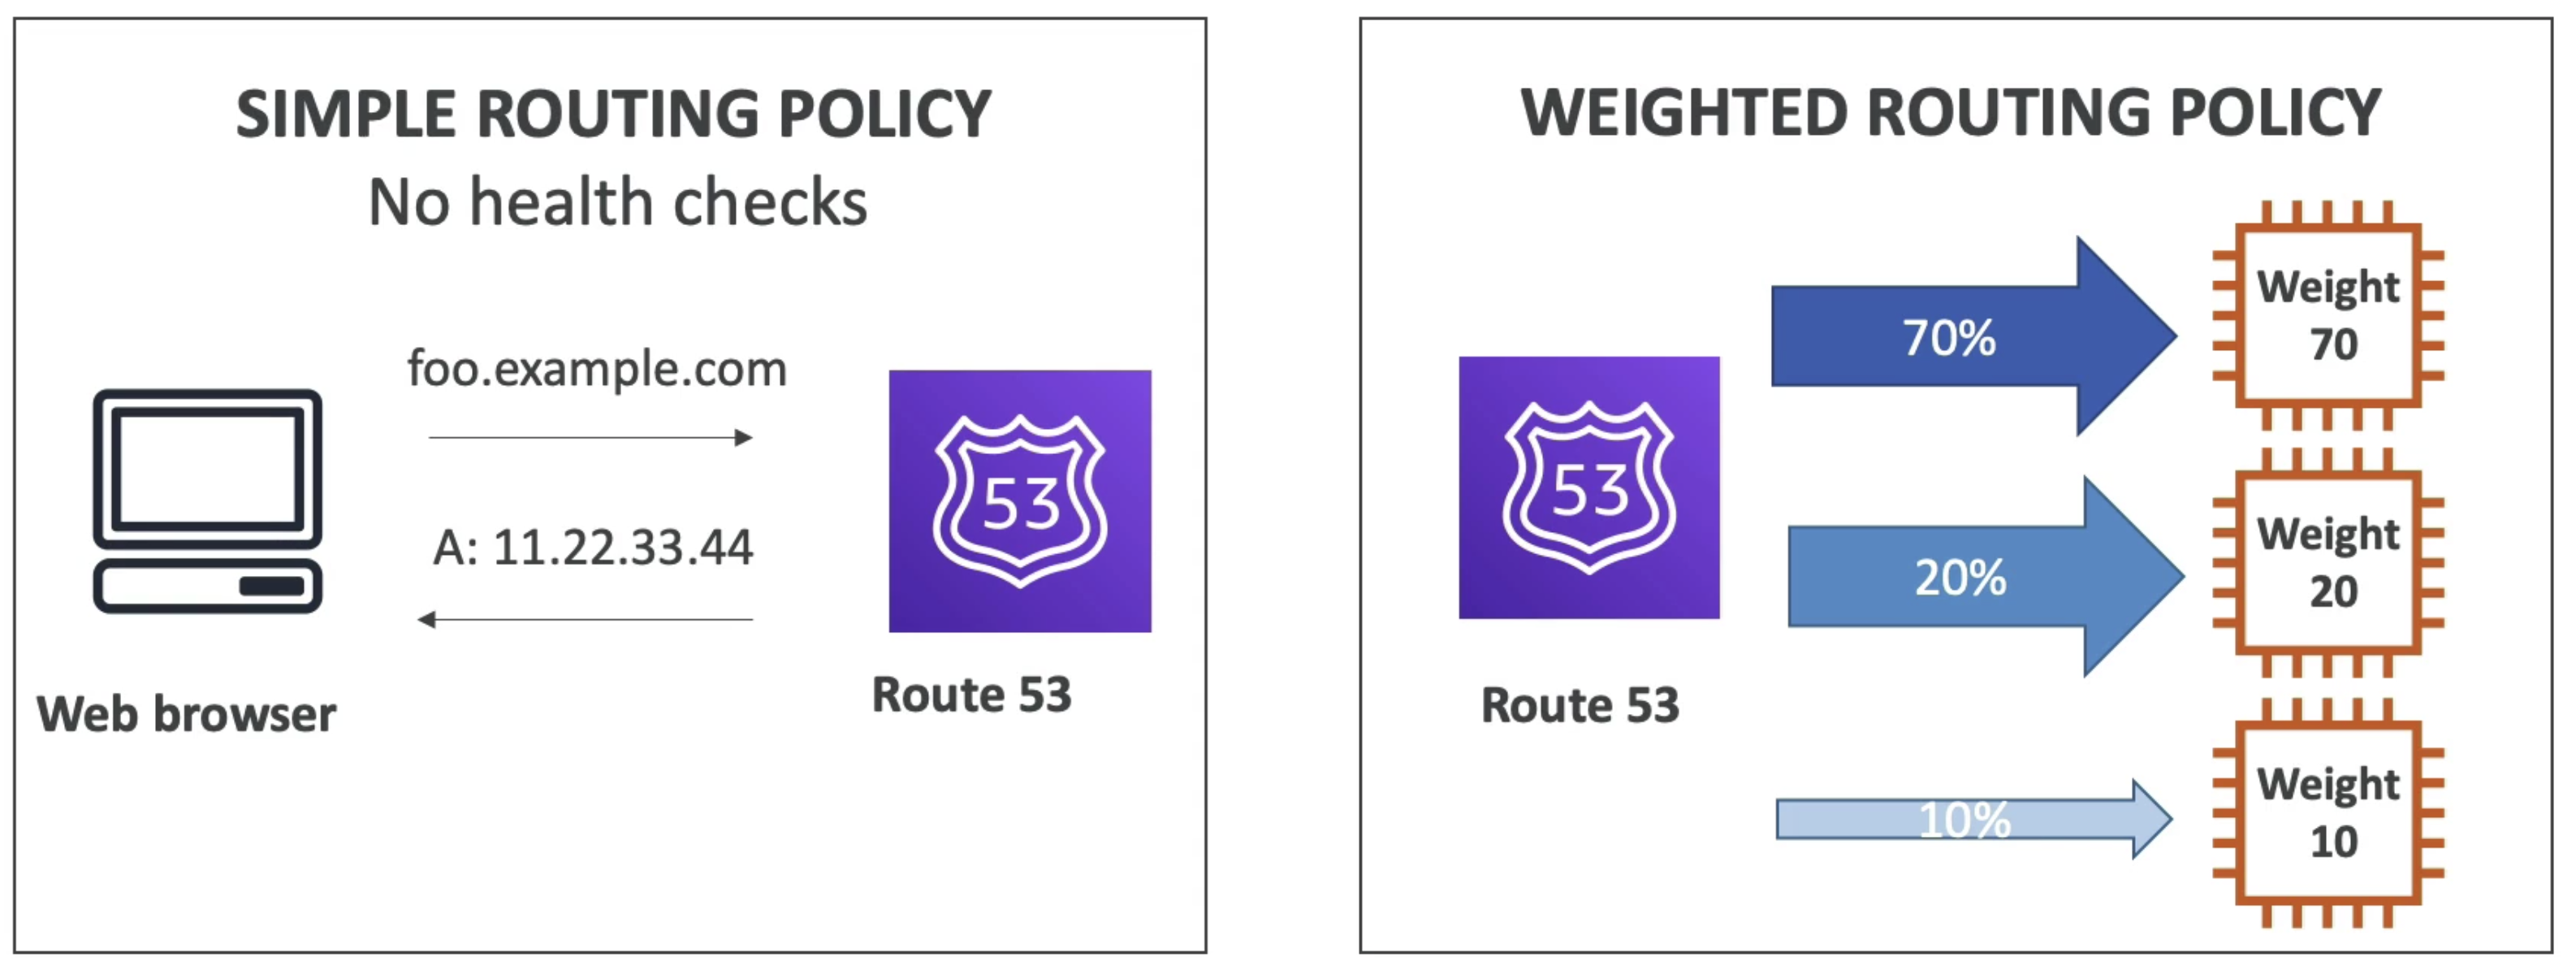 SIMPLE ROUTING POLICY
No health checks
foo.example.com
A: 11.22.33.44
53
Web browser
Route 53
WEIGHTED ROUTING POLICY
53
Route 53
70%
Weight
70
20%
Weight
20
10%
Weight
10